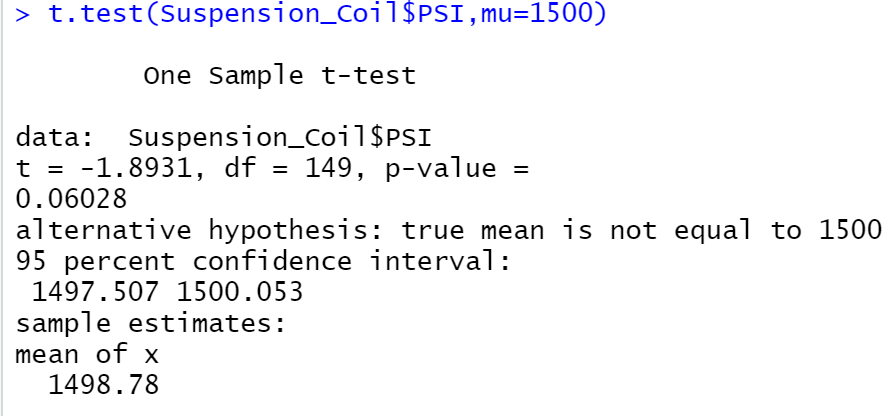 > t.test(Suspension_Coil$PSI,mu=1500)
One Sample t-test
data:  Suspension_Coil$PSI
t = -1.8931, df = 149, p-value =
0.06028
alternative hypothesis: true mean is not equal to 1500
95 percent confidence interval:
 1497.507 1500.053
sample estimates:
mean of x
  1498.78